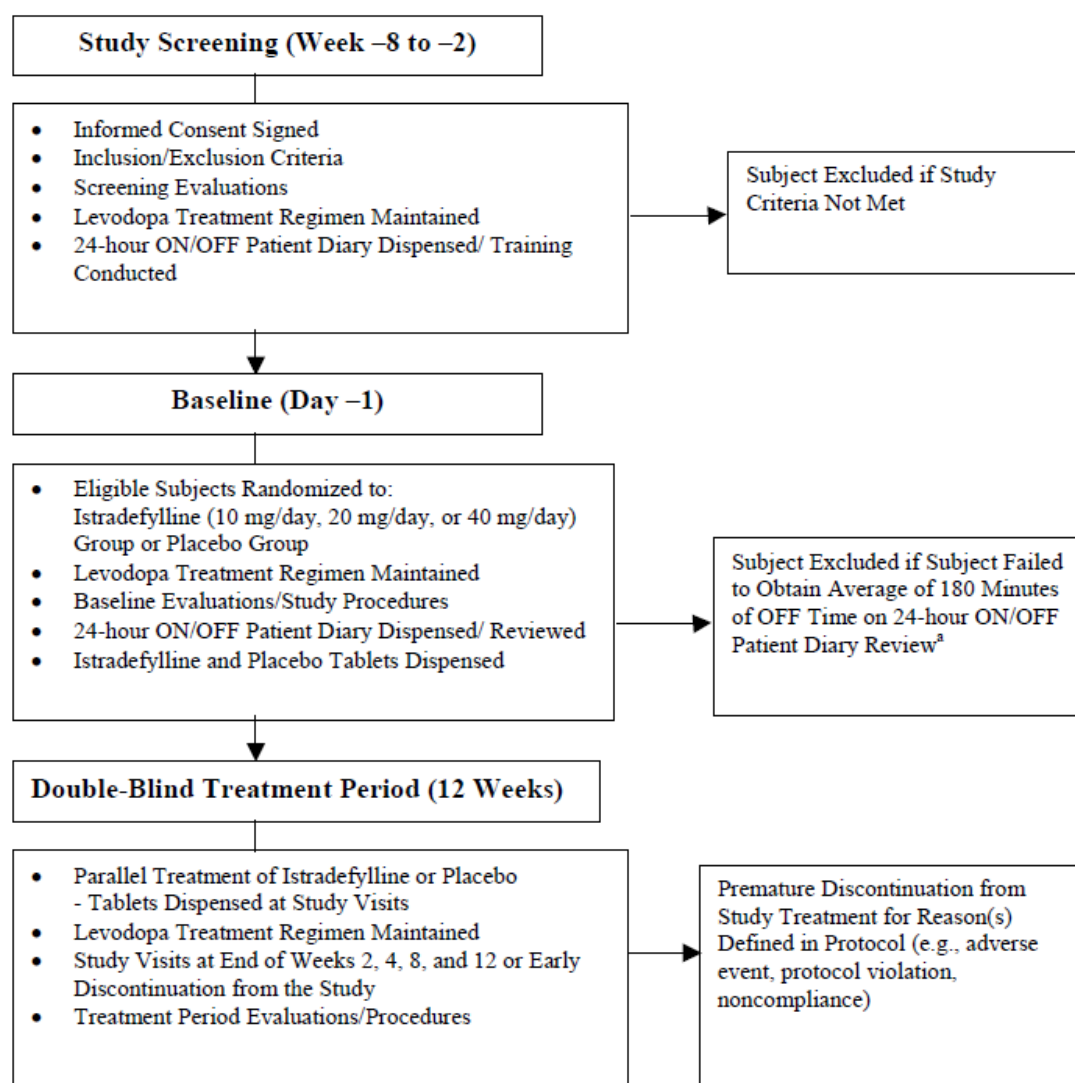 Study Screening (Week –8 to –2)
• Informed Consent Signed
• Inclusion/Exclusion Criteria
• Screening Evaluations
• Levodopa Treatment Regimen Maintained
• 24-hour ON/OFF Patient Diary Dispensed/ Training
Conducted
Subject Excluded if Study
Criteria Not Met
Baseline (Day –1)
• Eligible Subjects Randomized to:
Istradefylline (10 mg/day, 20 mg/day, or 40 mg/day)
Group or Placebo Group
• Levodopa Treatment Regimen Maintained
• Baseline Evaluations/Study Procedures
• 24-hour ON/OFF Patient Diary Dispensed/ Reviewed
• Istradefylline and Placebo Tablets Dispensed
Subject Excluded if Subject Failed
to Obtain Average of 180 Minutes
of OFF Time on 24-hour ON/OFF
Patient Diary Reviewᵃ
Double-Blind Treatment Period (12 Weeks)
• Parallel Treatment of Istradefylline or Placebo
- Tablets Dispensed at Study Visits
• Levodopa Treatment Regimen Maintained
• Study Visits at End of Weeks 2, 4, 8, and 12 or Early
Discontinuation from the Study
• Treatment Period Evaluations/Procedures
Premature Discontinuation from
Study Treatment for Reason(s)
Defined in Protocol (e.g., adverse
event, protocol violation,
noncompliance)